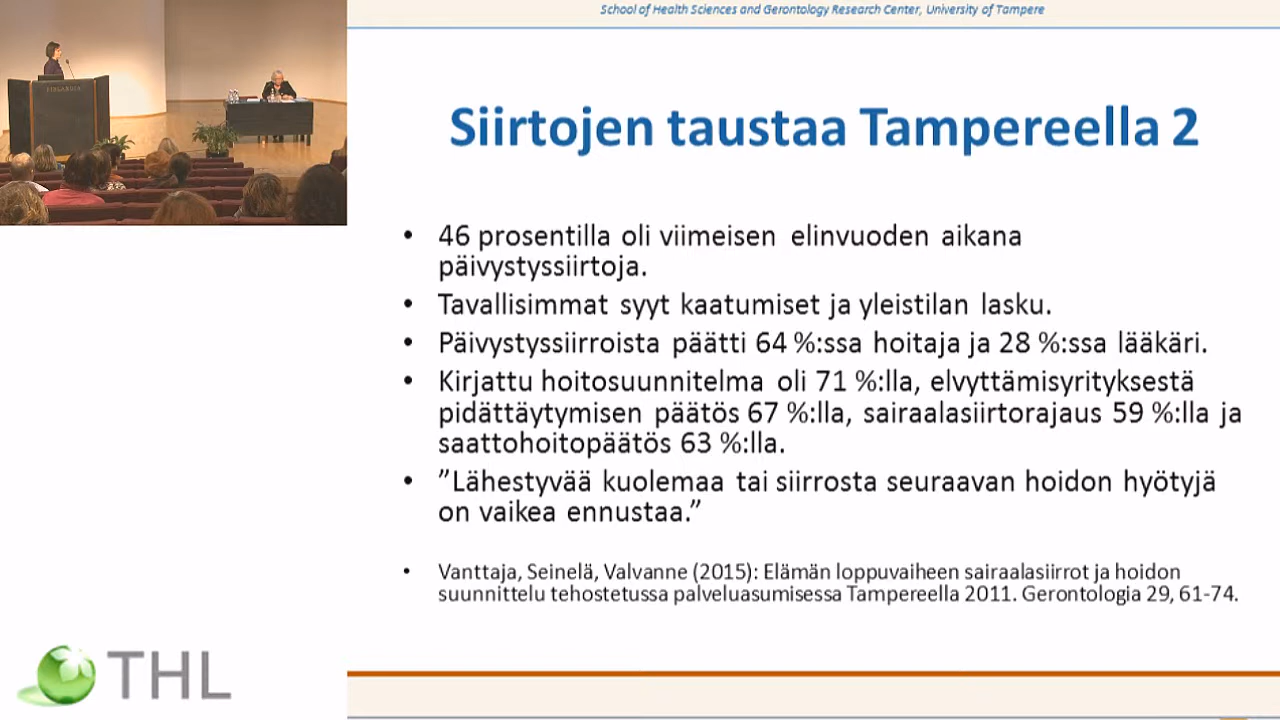 School of Health Sciences and Gerontology Research Center, University of Tampere
Siirtojen taustaa Tampereella 2
• 46 prosentilla oli viimeisen elinvuoden aikana
päivystyssiirtoja.
• Tavallisimmat syyt kaatumiset ja yleistilan lasku.
• Päivystyssiirroista päätti 64 %:ssa hoitaja ja 28 %:ssa lääkäri.
• Kirjattu hoitosuunnitelma oli 71 %:lla, elvyttämisyrityksestä
pidättäytymisen päätös 67 %:lla, sairaalasiirtorajaus 59 %:lla ja
saattohoitopäätös 63 %:lla.
• ”Lähestyvää kuolemaa tai siirrosta seuraavan hoidon hyötyjä
on vaikea ennustaa.”
• Vanttaja, Seinelä, Valvanne (2015): Elämän loppuvaiheen sairaalasiirrot ja hoidon
suunnittelu tehostetussa palveluasumisessa Tampereella 2011. Gerontologia 29, 61-74.
THL